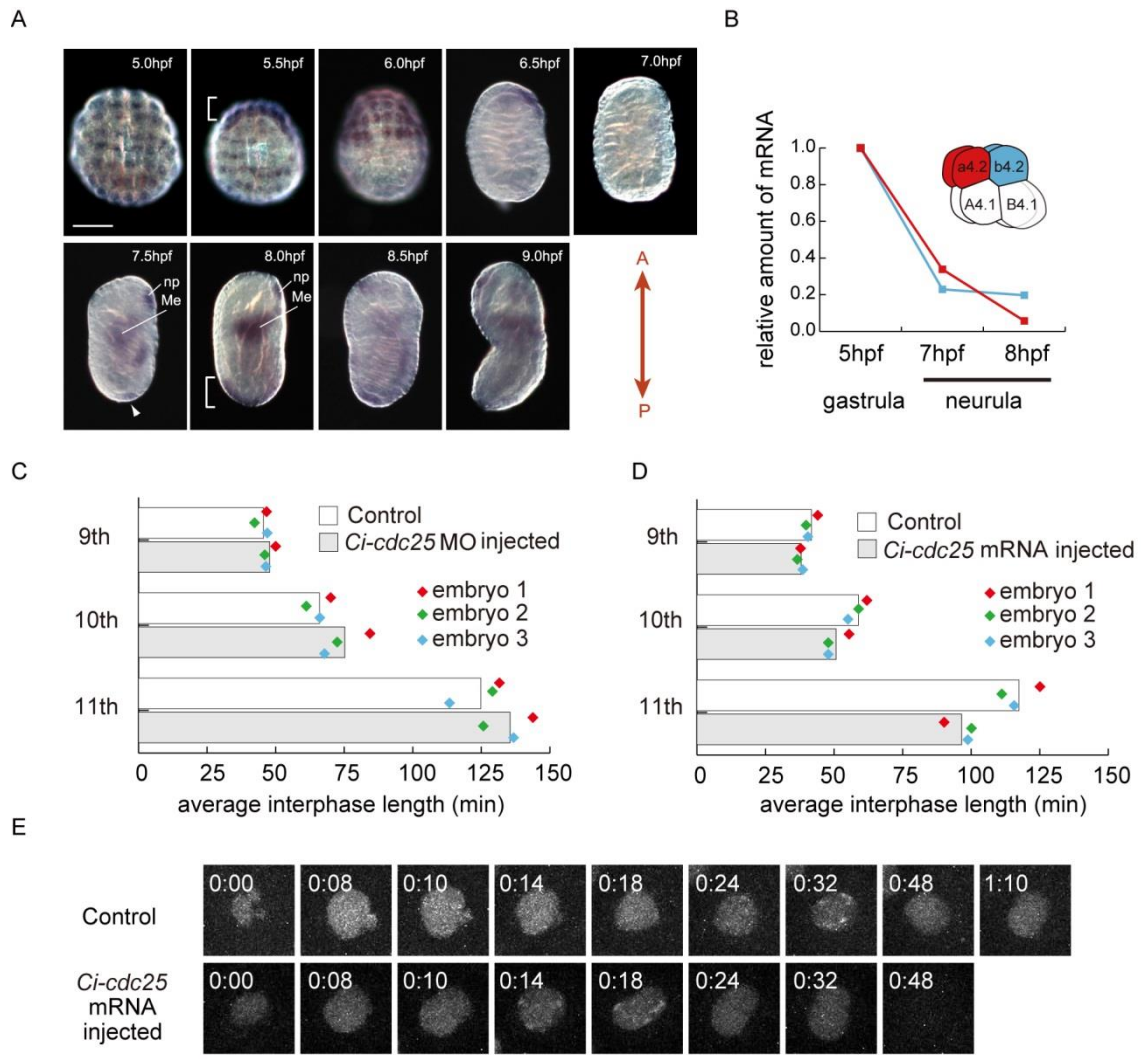 A
5.0hpf
5.5hpf
6.0hpf
6.5hpf
7.0hpf
7.5hpf
np
Me
8.0hpf
np
Me
8.5hpf
9.0hpf
A
P
B
relative amount of mRNA
1.0
0.8
0.6
0.4
0.2
0.0
a4.2
b4.2
A4.1
B4.1
5hpf
7hpf
8hpf
gastrula
neurula
C
9th
10th
11th
Control
Ci-cdc25 MO injected
embryo 1
embryo 2
embryo 3
0 25 50 75 100 125 150
average interphase length (min)
D
9th
10th
11th
Control
Ci-cdc25 mRNA injected
embryo 1
embryo 2
embryo 3
0 25 50 75 100 125 150
average interphase length (min)
E
Control
0:00 0:08 0:10 0:14 0:18 0:24 0:32 0:48 1:10
Ci-cdc25
mRNA
injected
0:00 0:08 0:10 0:14 0:18 0:24 0:32 0:48